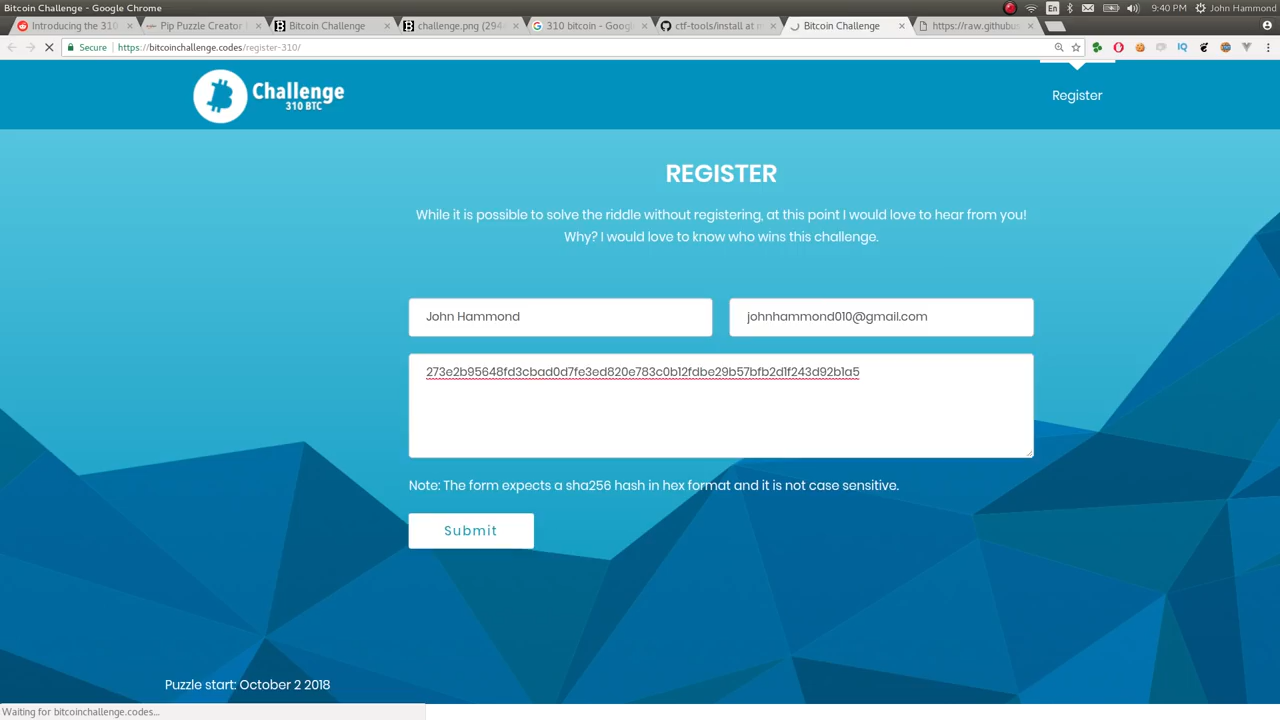 Bitcoin Challenge - Google Chrome
En
9:40 PM
John Hammond
Introducing the 310
Pip Puzzle Creator
Bitcoin Challenge
challenge.png (294
310 bitcoin - Goog
ctf-tools/install at m
Bitcoin Challenge
https://raw.githubus
Secure
https://bitcoinchallenge.codes/register-310/
IQ
Challenge
310 BTC
Register
REGISTER
While it is possible to solve the riddle without registering, at this point I would love to hear from you!
Why? I would love to know who wins this challenge.
John Hammond
johnhammond010@gmail.com
273e2b95648fd3cbad0d7fe3ed820e783c0b12fdbe29b57bfb2d1f243d92b1a5
Note: The form expects a sha256 hash in hex format and it is not case sensitive.
Submit
Puzzle start: October 2 2018
Waiting for bitcoinchallenge.codes...